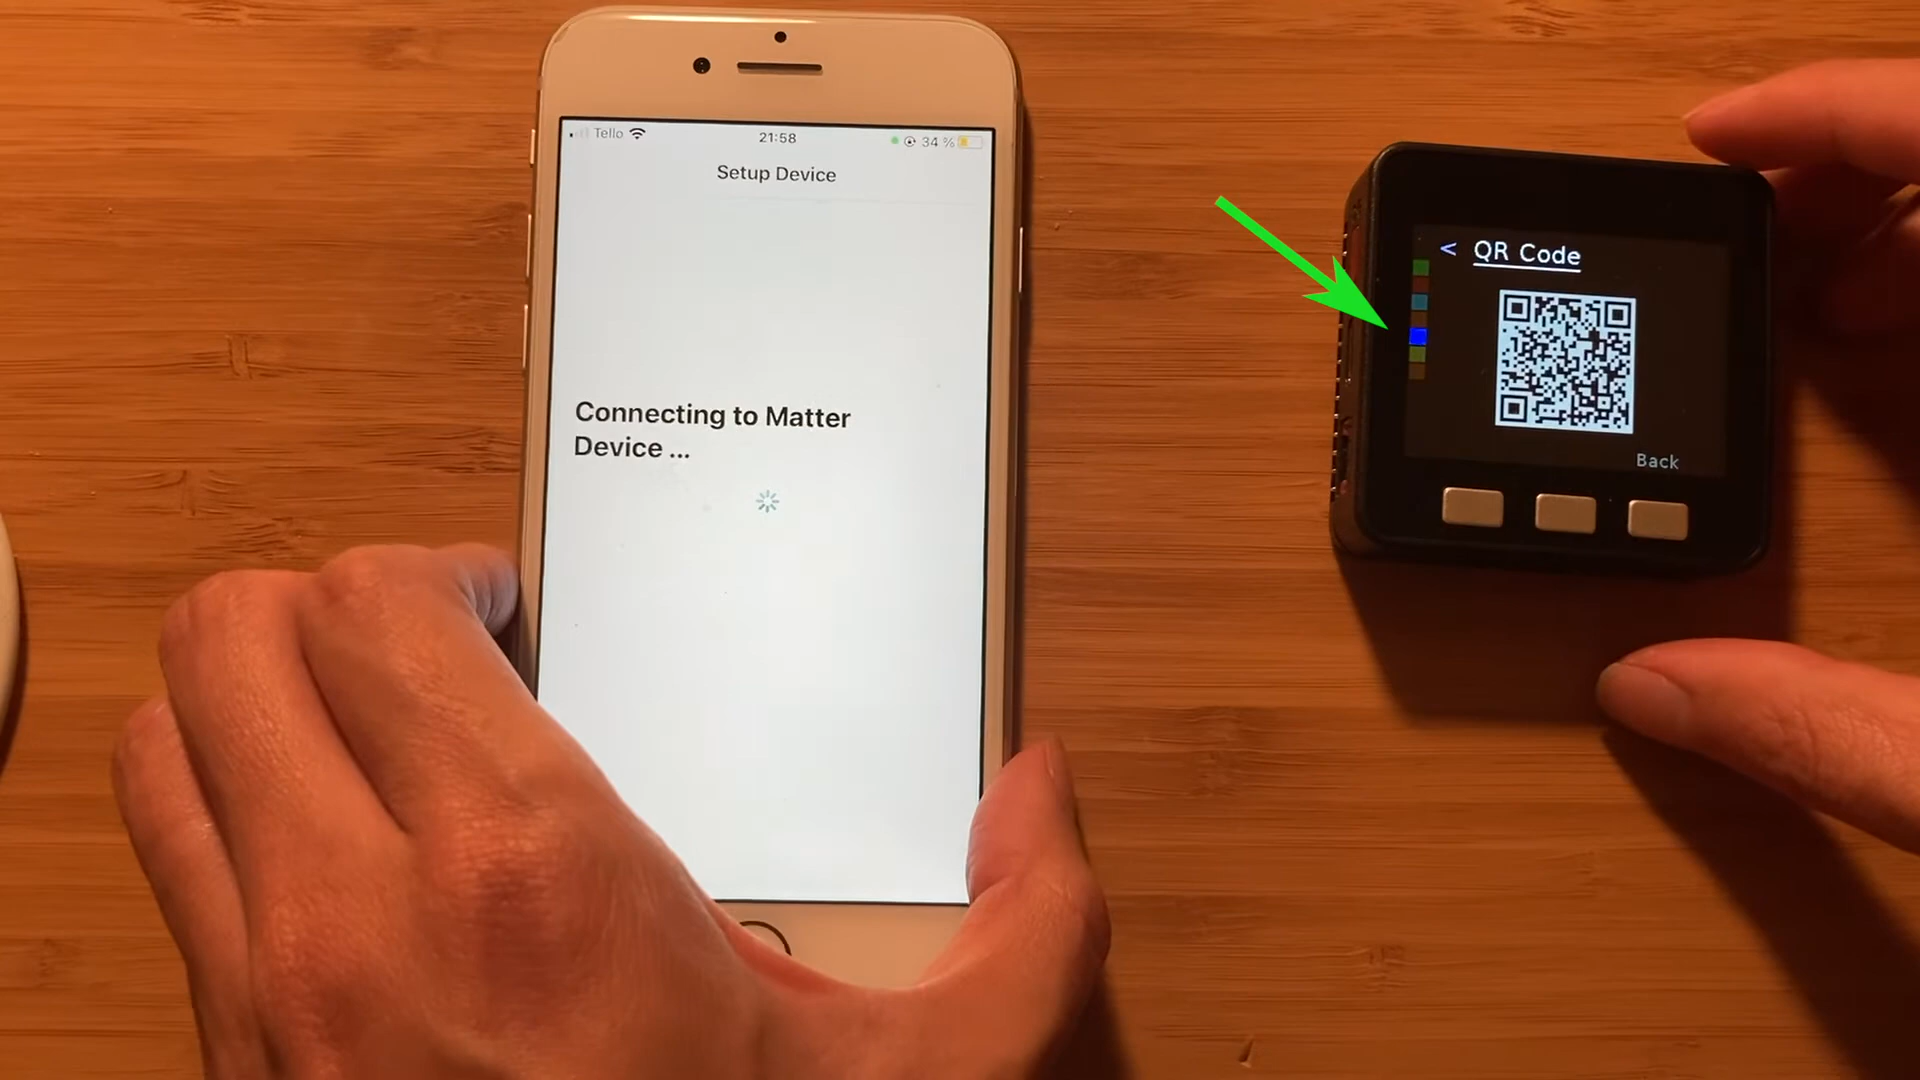 Tello 21:58 34 %
Setup Device
Connecting to Matter
Device ...
< QR Code
Back